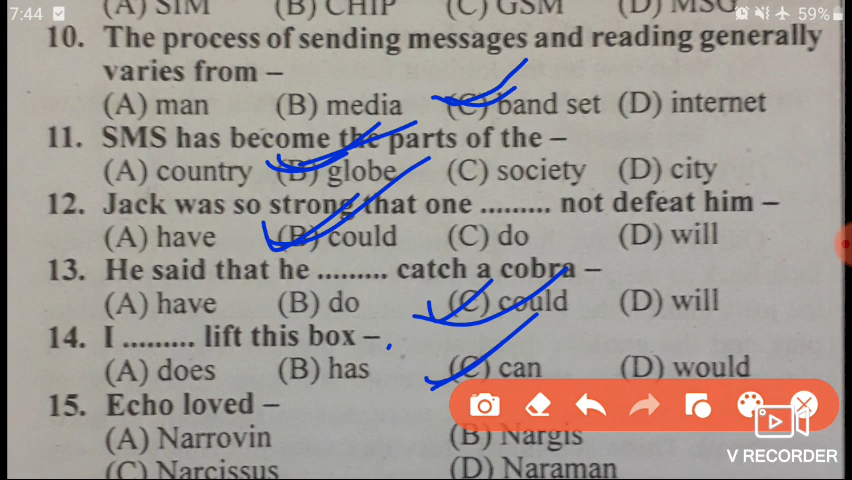 (A) SIM (B) CHIP (C) GSM (D) MSC
7:44 59%
10. The process of sending messages and reading generally
varies from –
(A) man (B) media (C) band set (D) internet
11. SMS has become the parts of the –
(A) country (B) globe (C) society (D) city
12. Jack was so strong that one ......... not defeat him –
(A) have (B) could (C) do (D) will
13. He said that he ......... catch a cobra –
(A) have (B) do (C) could (D) will
14. I ......... lift this box –
(A) does (B) has (C) can (D) would
15. Echo loved –
(A) Narrovin (B) Nargis
(C) Narcissus (D) Naraman
V RECORDER